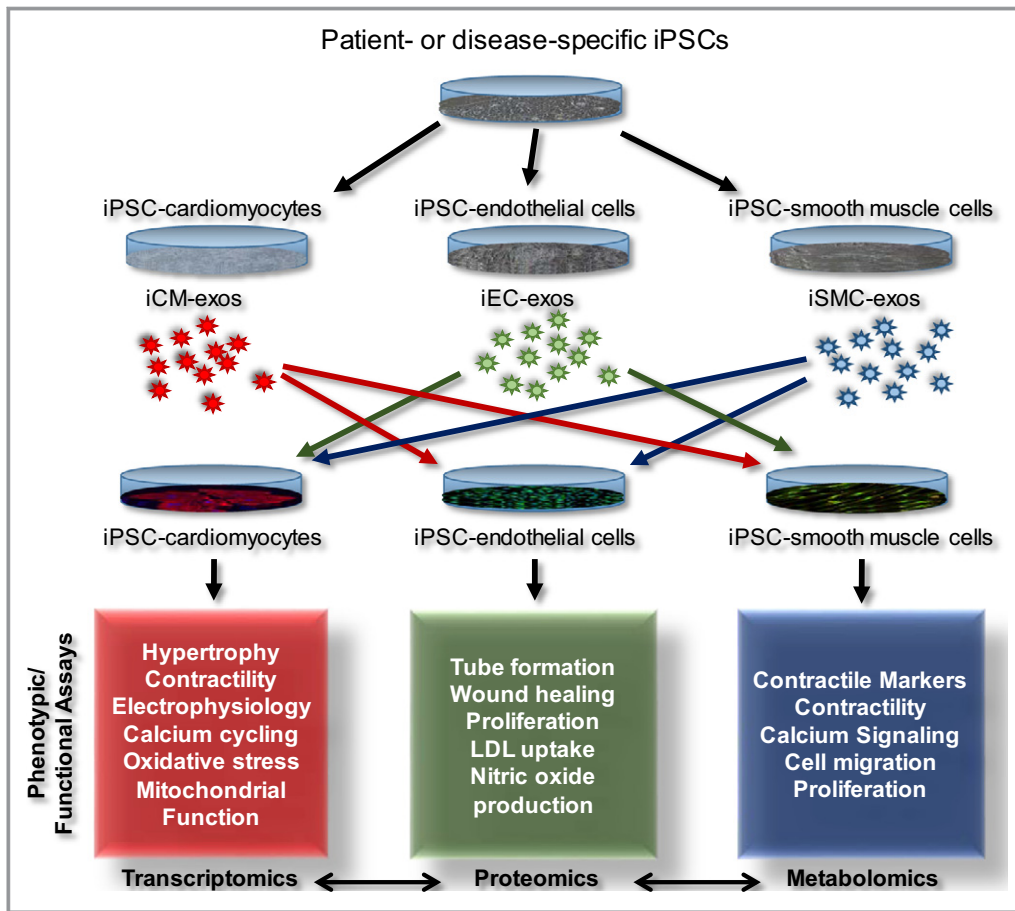 Patient- or disease-specific iPSCs
iPSC-cardiomyocytes
iPSC-endothelial cells
iPSC-smooth muscle cells
iCM-exos
iEC-exos
iSMC-exos
iPSC-cardiomyocytes
iPSC-endothelial cells
iPSC-smooth muscle cells
Phenotypic/
Functional Assays
Hypertrophy
Contractility
Electrophysiology
Calcium cycling
Oxidative stress
Mitochondrial
Function
Tube formation
Wound healing
Proliferation
LDL uptake
Nitric oxide
production
Contractile Markers
Contractility
Calcium Signaling
Cell migration
Proliferation
Transcriptomics
Proteomics
Metabolomics